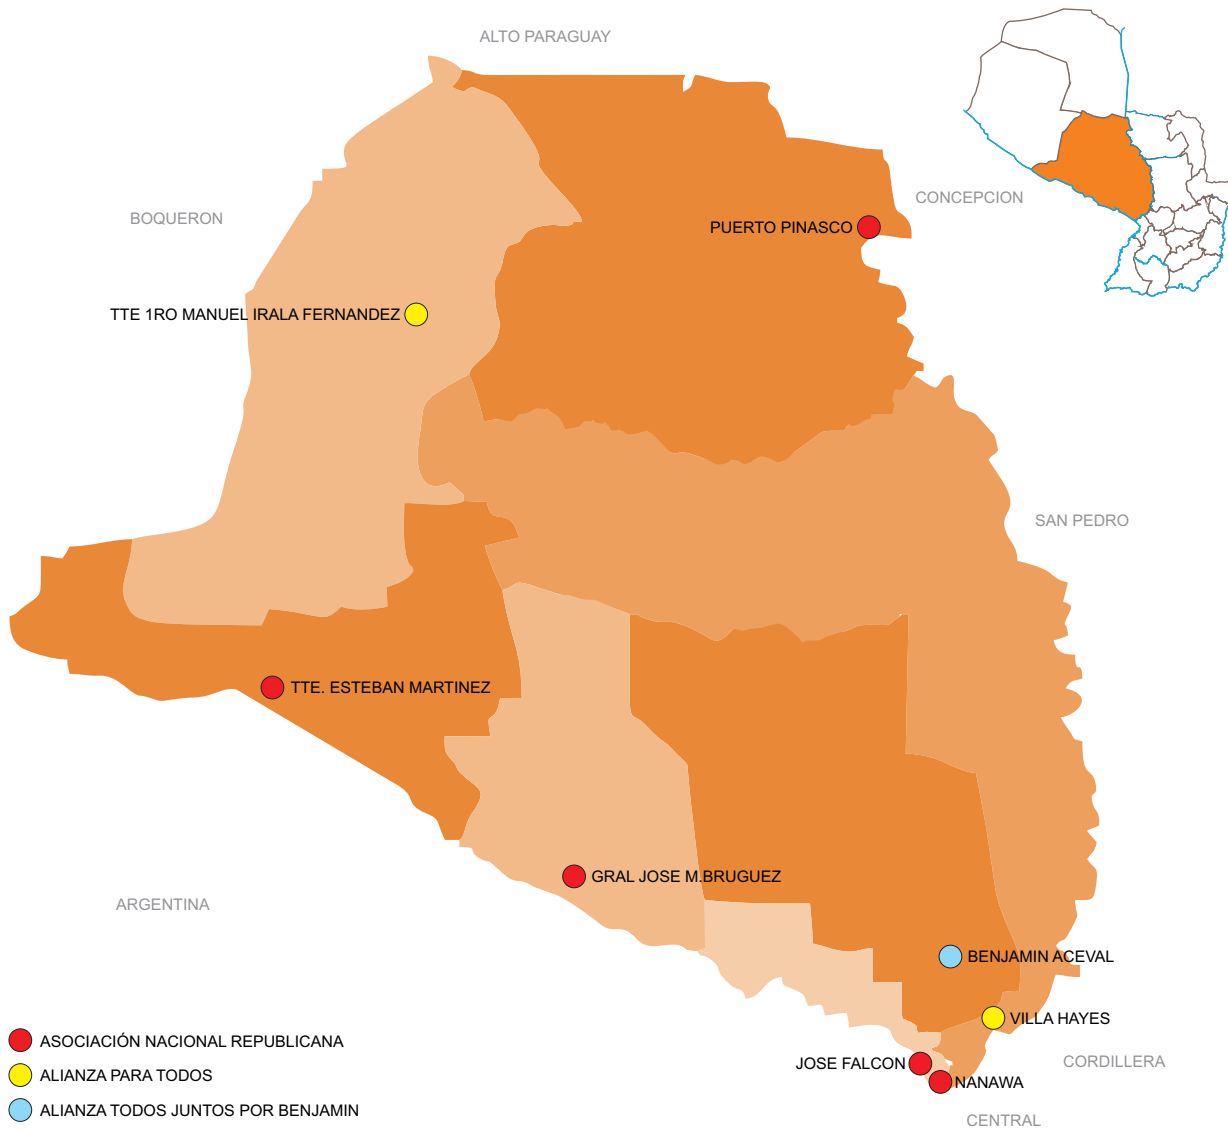 ALTO PARAGUAY
CONCEPCION
BOQUERON
PUERTO PINASCO
TTE 1RO MANUEL IRALA FERNANDEZ
SAN PEDRO
TTE. ESTEBAN MARTINEZ
GRAL JOSE M.BRUGUEZ
ARGENTINA
BENJAMIN ACEVAL
VILLA HAYES
ASOCIACIÓN NACIONAL REPUBLICANA
JOSE FALCON
CORDILLERA
ALIANZA PARA TODOS
NANAWA
ALIANZA TODOS JUNTOS POR BENJAMIN
CENTRAL